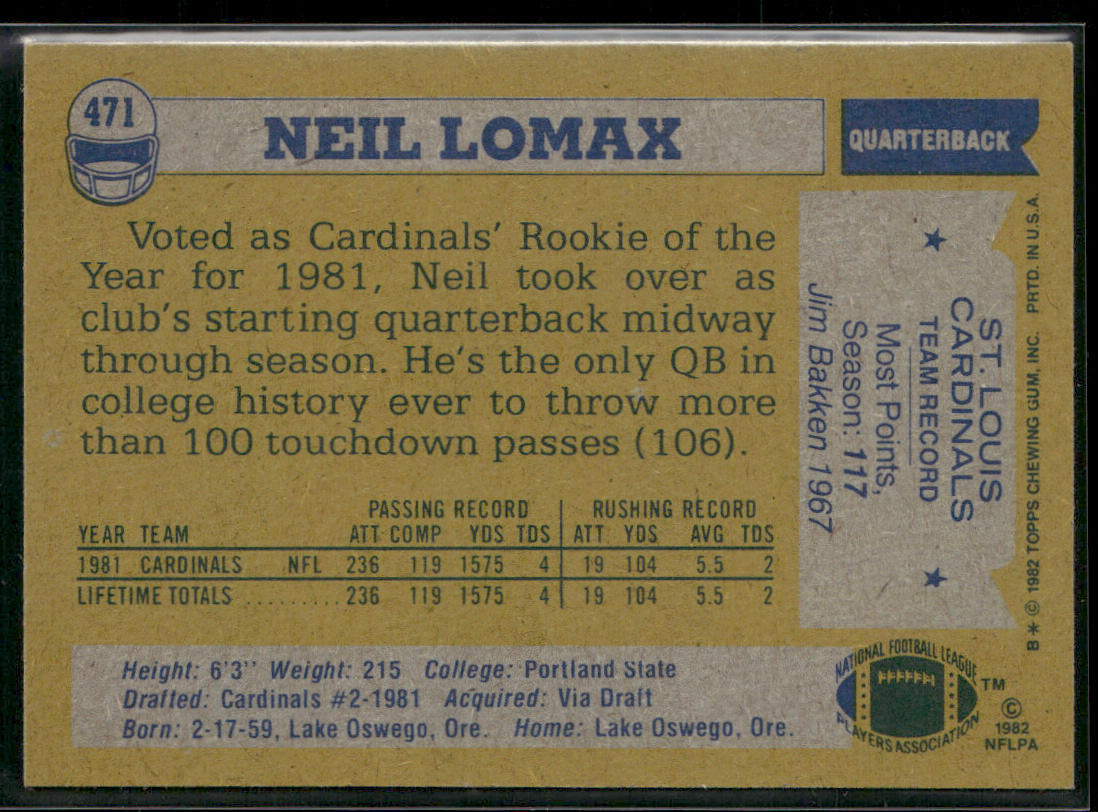 471
NEIL LOMAX
QUARTERBACK
Voted as Cardinals' Rookie of the
Year for 1981, Neil took over as
club's starting quarterback midway
through season. He's the only QB in
college history ever to throw more
than 100 touchdown passes (106).
PASSING RECORD RUSHING RECORD
YEAR TEAM ATT COMP YDS TDS ATT YDS AVG TDS
1981 CARDINALS NFL 236 119 1575 4 19 104 5.5 2
LIFETIME TOTALS ......... 236 119 1575 4 19 104 5.5 2
Height: 6'3" Weight: 215 College: Portland State
Drafted: Cardinals #2-1981 Acquired: Via Draft
Born: 2-17-59, Lake Oswego, Ore. Home: Lake Oswego, Ore.
ST. LOUIS
CARDINALS
TEAM RECORD
Most Points,
Season: 117
Jim Bakken 1967
B * © 1982 TOPPS CHEWING GUM, INC. PRTD. IN U.S.A.
NATIONAL FOOTBALL LEAGUE
PLAYERS ASSOCIATION
TM
©
1982
NFLPA